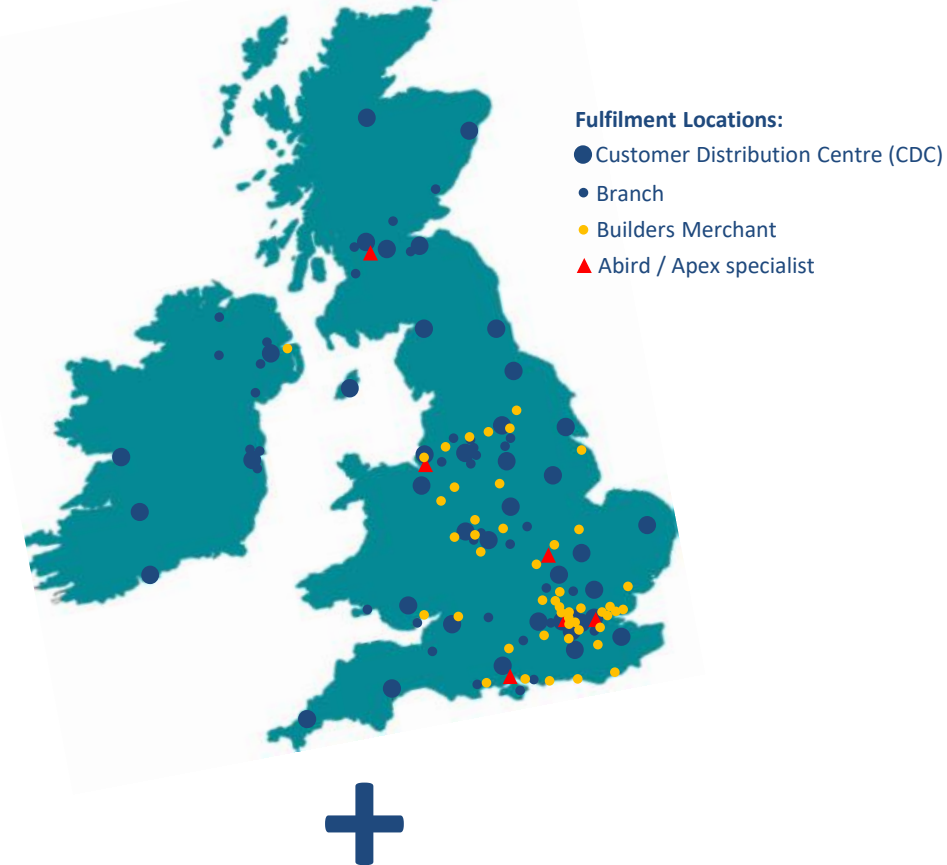 Fulfilment Locations:
Customer Distribution Centre (CDC)
Branch
Builders Merchant
Abird / Apex specialist